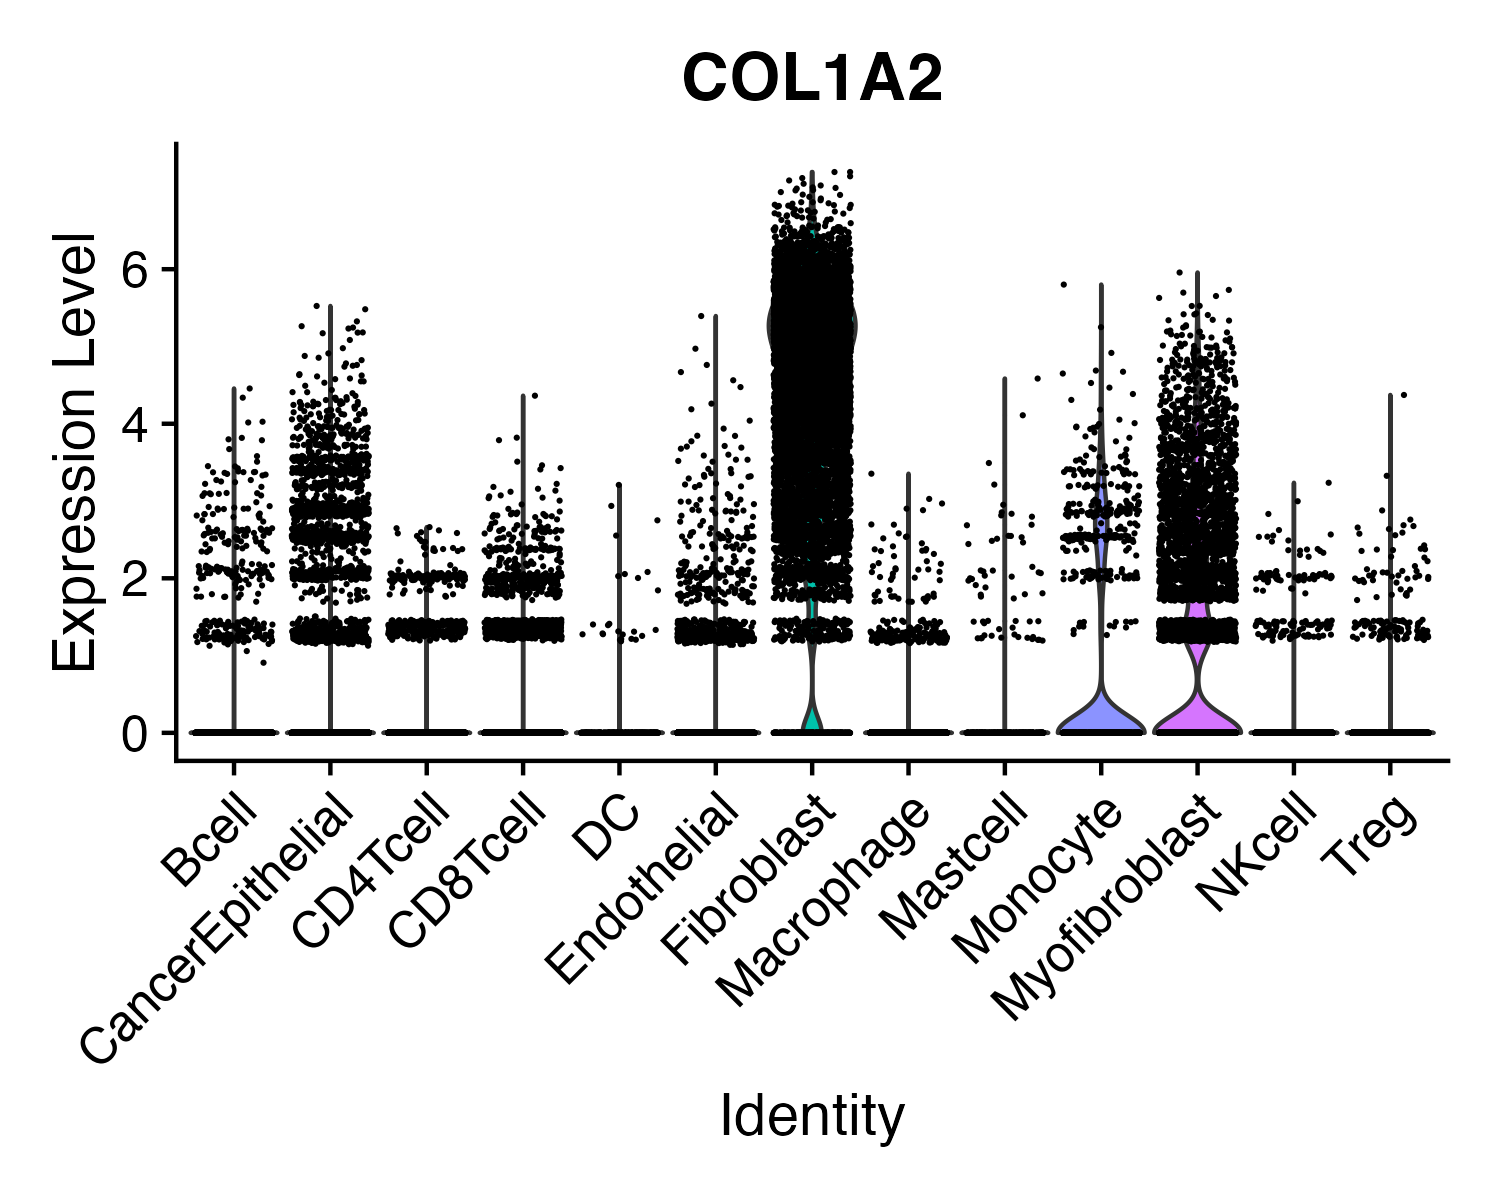 COL1A2
Expression Level
6
4
2
0
Bcell
CancerEpithelial
CD4Tcell
CD8Tcell
DC
Endothelial
Fibroblast
Macrophage
Mastcell
Monocyte
Myofibroblast
NKcell
Treg
Identity